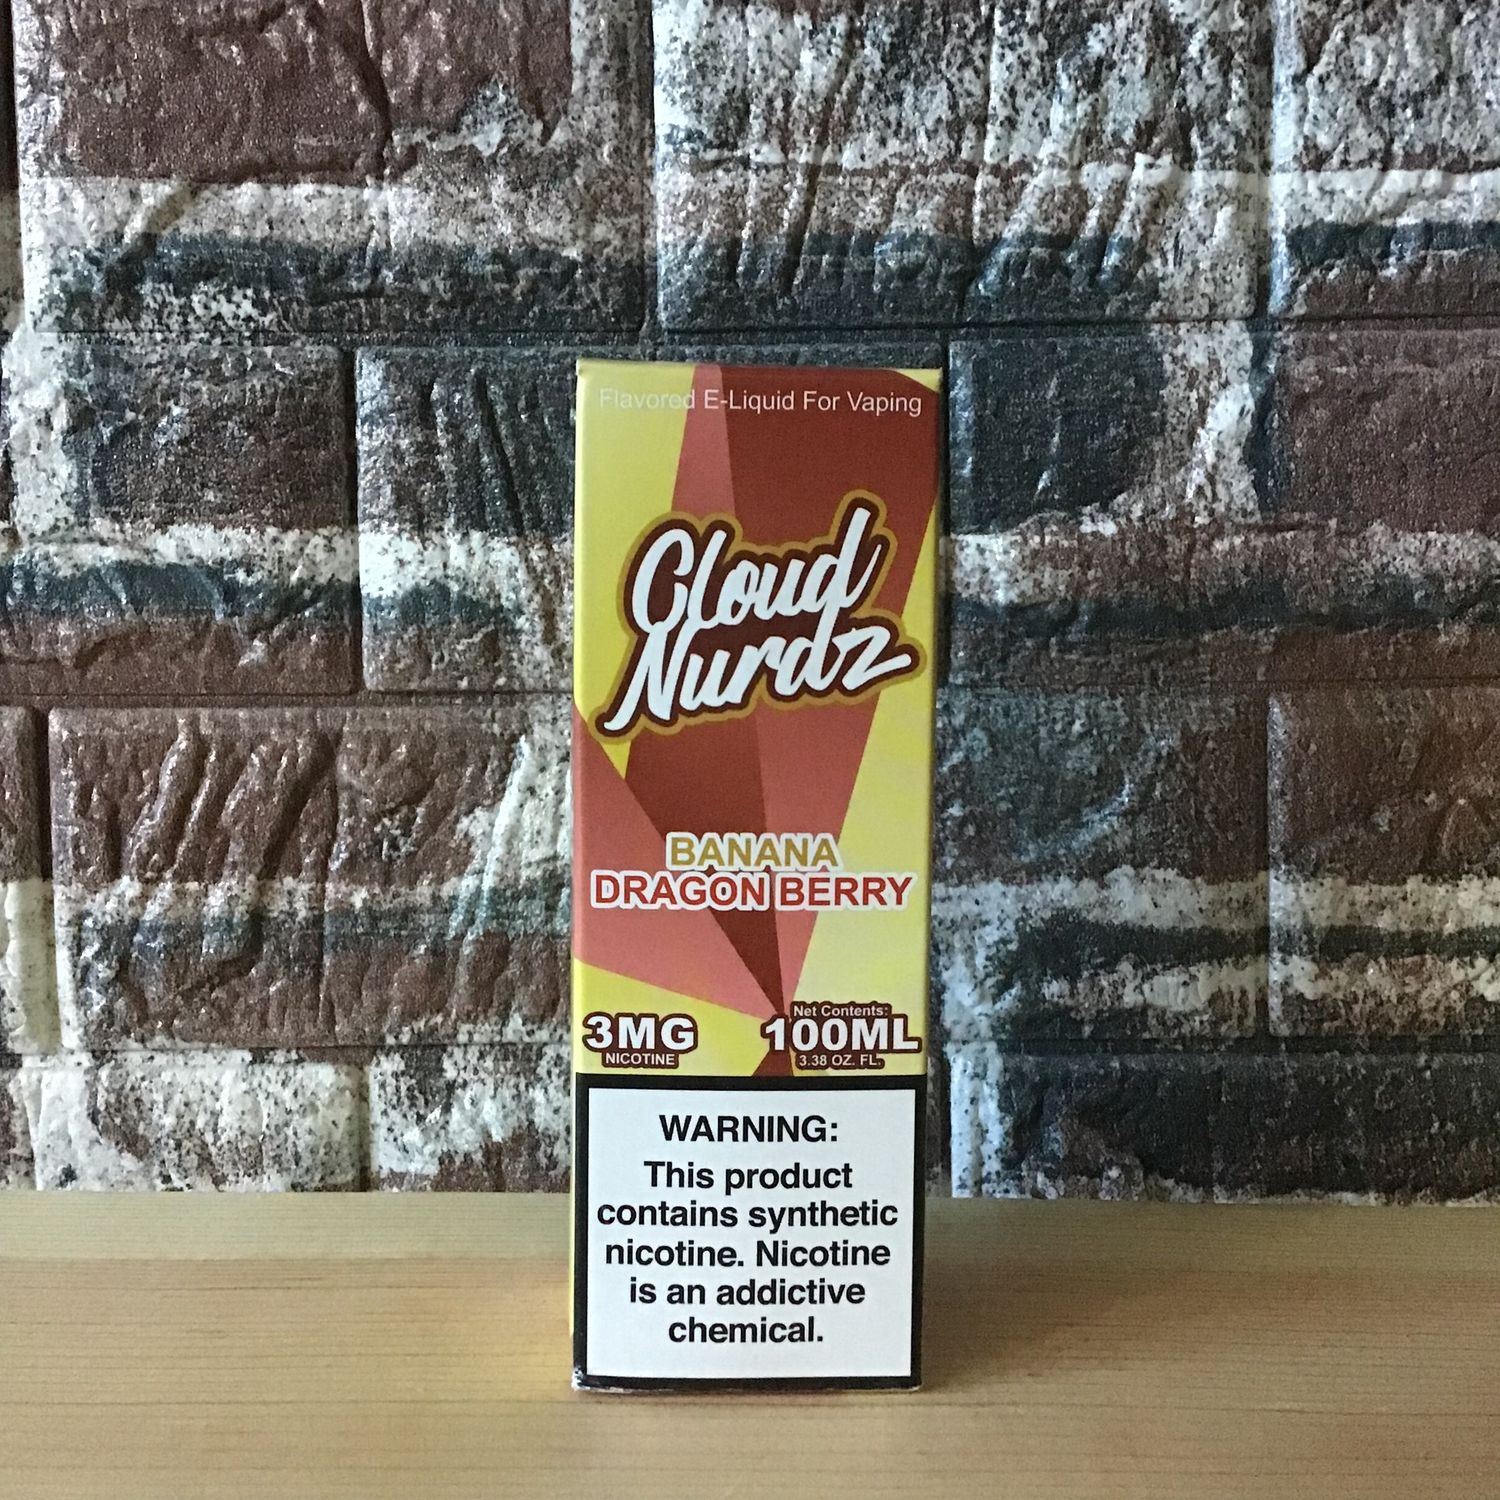 Flavored E-Liquid For Vaping
Cloud
Nurdz
BANANA
DRAGON BERRY
3MG
NICOTINE
Net Contents:
100ML
3.38 OZ. FL.
WARNING:
This product
contains synthetic
nicotine. Nicotine
is an addictive
chemical.